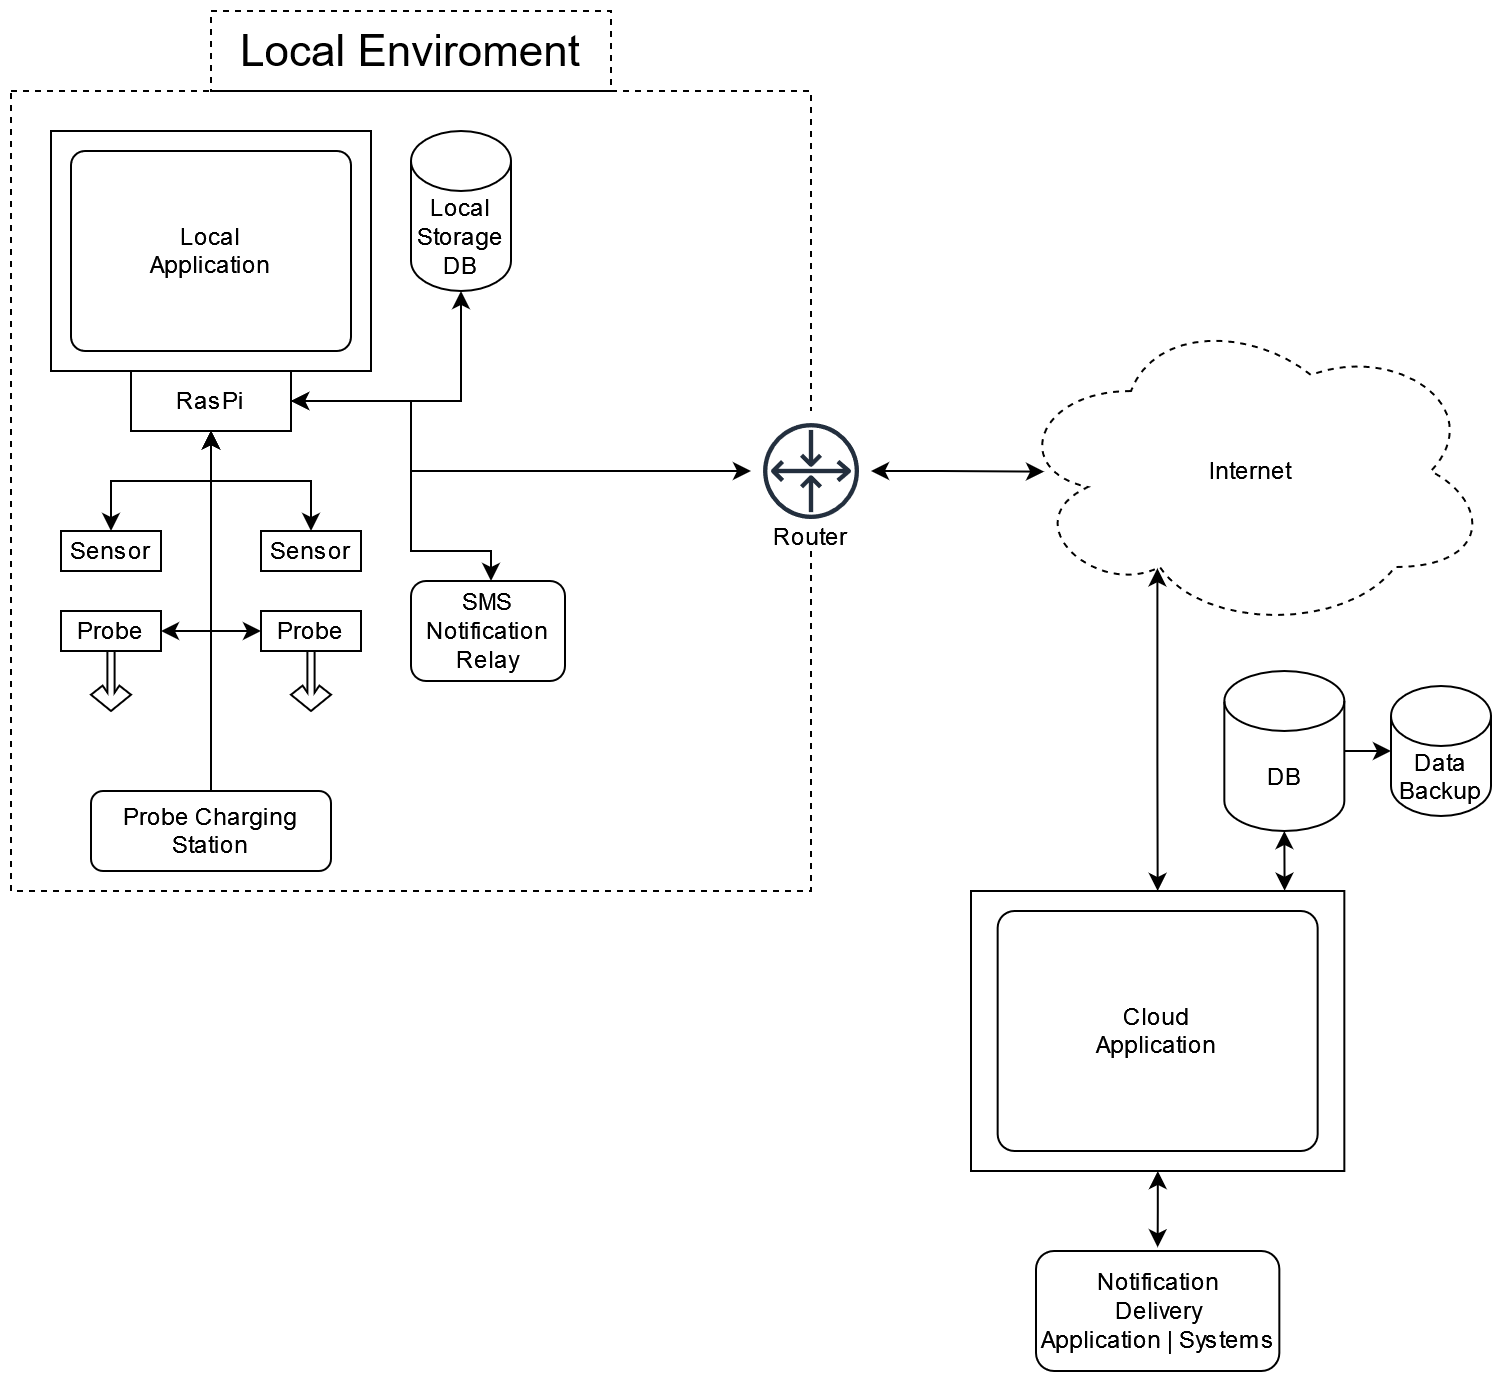 Local Enviroment
Local
Application
Local
Storage
DB
RasPi
Sensor
Sensor
Probe
Probe
SMS
Notification
Relay
Probe Charging
Station
Router
Internet
DB
Data
Backup
Cloud
Application
Notification
Delivery
Application | Systems